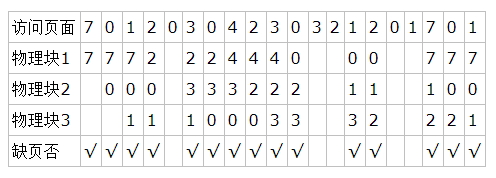 访问页面 7 0 1 2 0 3 0 4 2 3 0 3 2 1 2 0 1 7 0 1
物理块1 7 7 7 2 2 2 4 4 4 0 0 0 7 7 7
物理块2 0 0 0 3 3 3 2 2 2 1 1 1 0 0
物理块3 1 1 1 0 0 0 3 3 3 2 2 2 1
缺页否 √ √ √ √ √ √ √ √ √ √ √ √ √ √ √